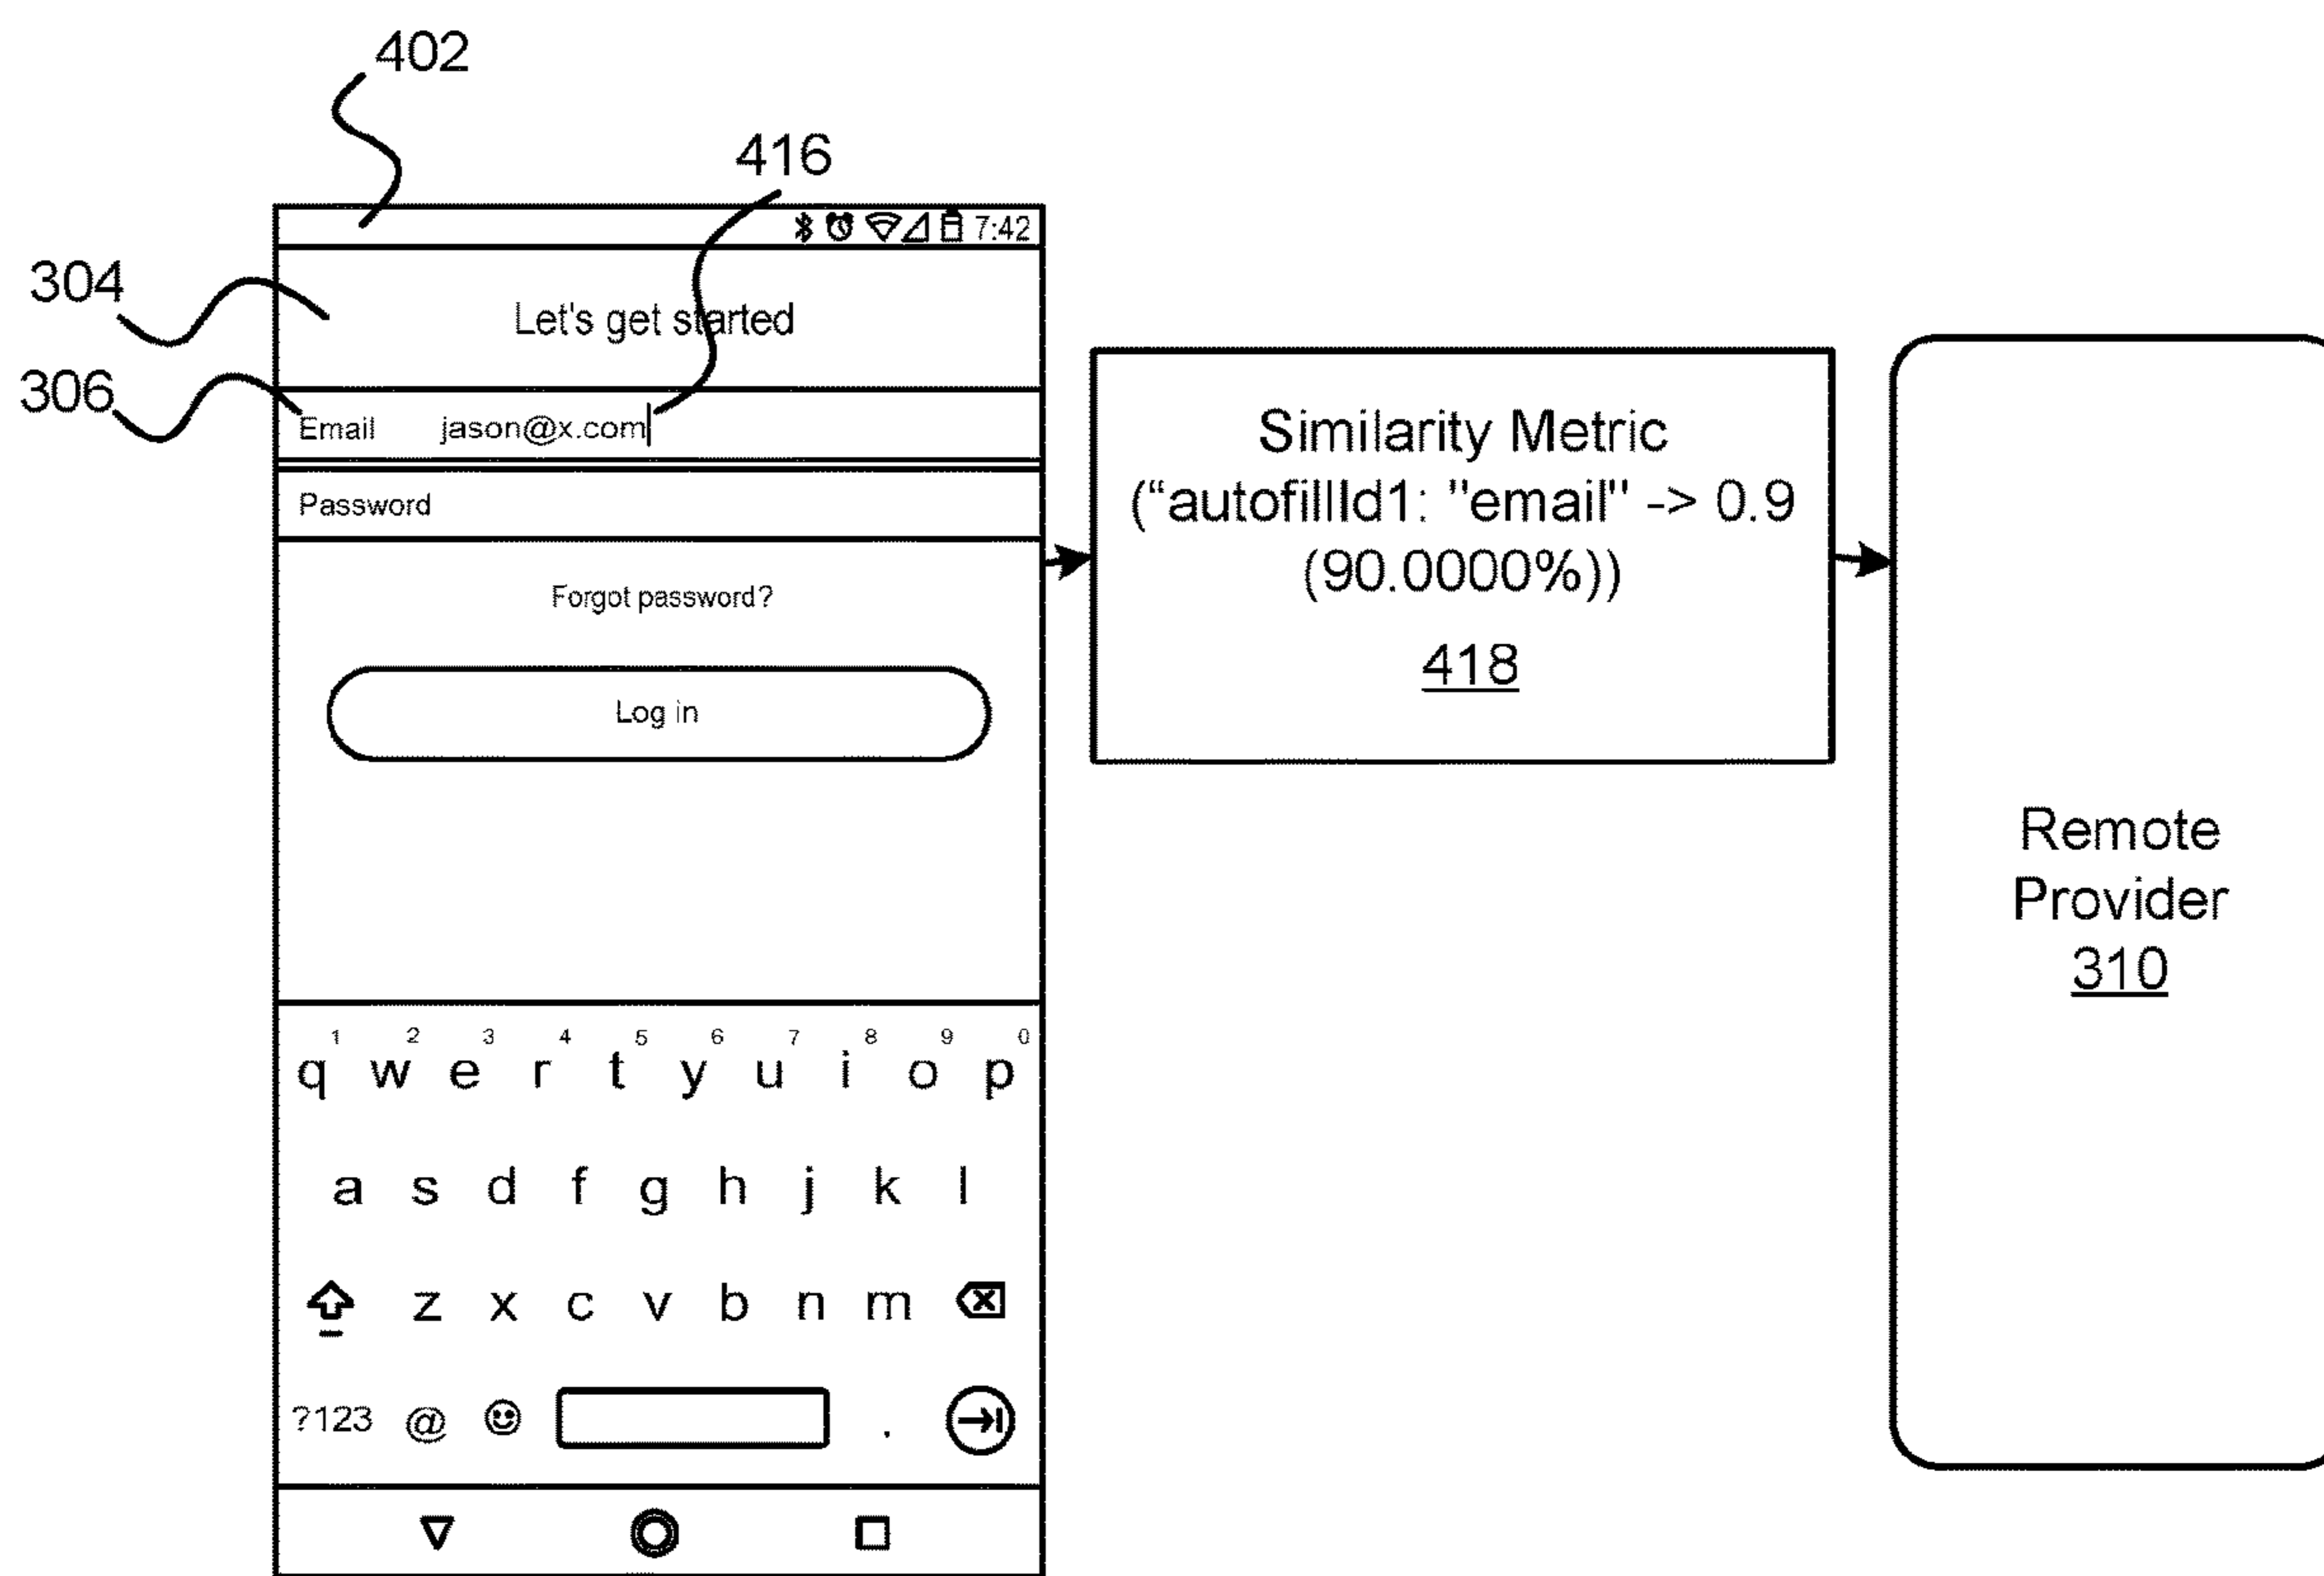 402
416
7:42
304
Let's get started
306
Email jason@x.com
Password
Forgot password?
Log in
Similarity Metric
(“autofillId1: "email" -> 0.9
(90.0000%))
418
Remote
Provider
310
1 2 3 4 5 6 7 8 9 0
q w e r t y u i o p
a s d f g h j k l
z x c v b n m
?123 @ .